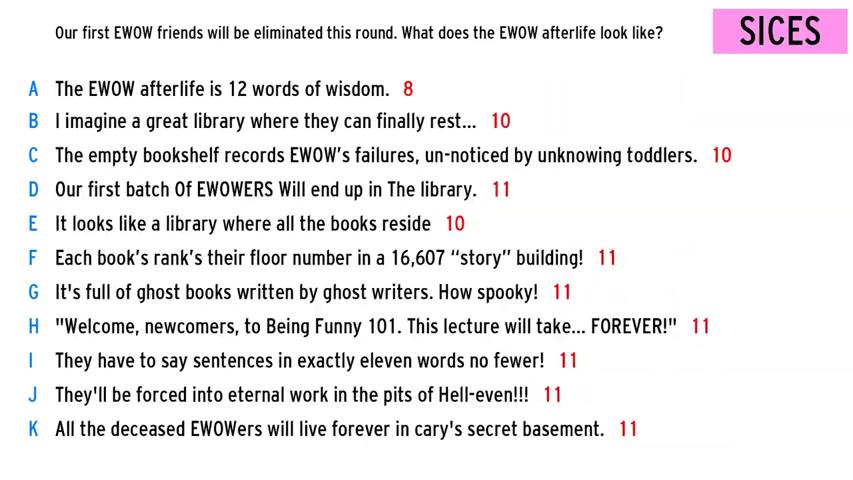 Our first EWOW friends will be eliminated this round. What does the EWOW afterlife look like?
SICES
A The EWOW afterlife is 12 words of wisdom. 8
B I imagine a great library where they can finally rest... 10
C The empty bookshelf records EWOW's failures, un-noticed by unknowing toddlers. 10
D Our first batch Of EWOWERS Will end up in The library. 11
E It looks like a library where all the books reside 10
F Each book’s rank’s their floor number in a 16,607 “story” building! 11
G It's full of ghost books written by ghost writers. How spooky! 11
H "Welcome, newcomers, to Being Funny 101. This lecture will take... FOREVER!" 11
I They have to say sentences in exactly eleven words no fewer! 11
J They'll be forced into eternal work in the pits of Hell-even!!! 11
K All the deceased EWOWers will live forever in cary's secret basement. 11